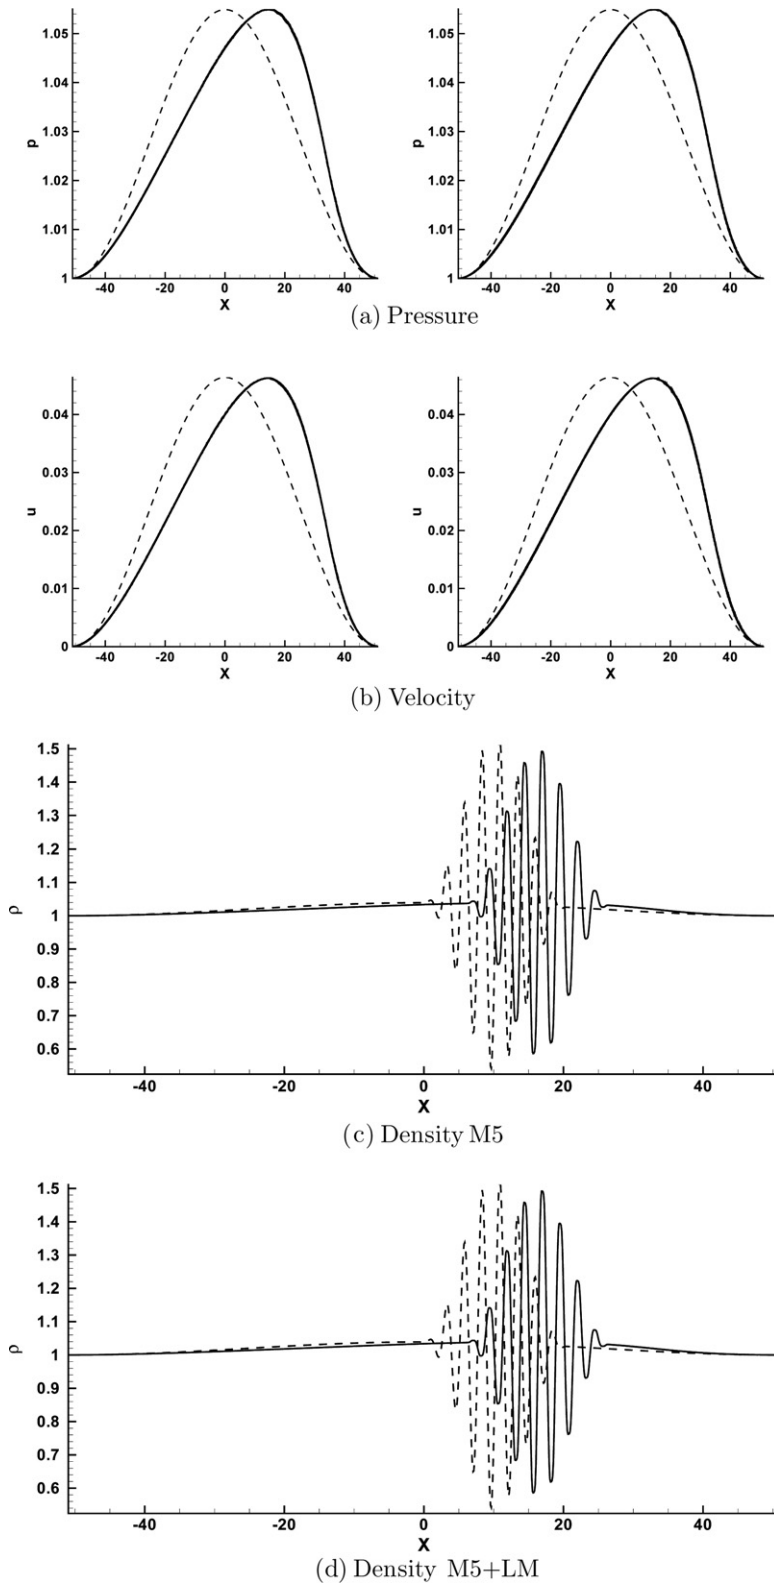 1.05 1.05
1.04 1.04
1.03 1.03
p p
1.02 1.02
1.01 1.01
1 1
-40 -20 0 20 40 -40 -20 0 20 40
X X
(a) Pressure
0.04 0.04
0.03 0.03
u u
0.02 0.02
0.01 0.01
0 0
-40 -20 0 20 40 -40 -20 0 20 40
X X
(b) Velocity
1.5
1.4
1.3
1.2
1.1
ρ
1
0.9
0.8
0.7
0.6
-40 -20 0 20 40
X
(c) Density M5
1.5
1.4
1.3
1.2
1.1
ρ
1
0.9
0.8
0.7
0.6
-40 -20 0 20 40
X
(d) Density M5+LM